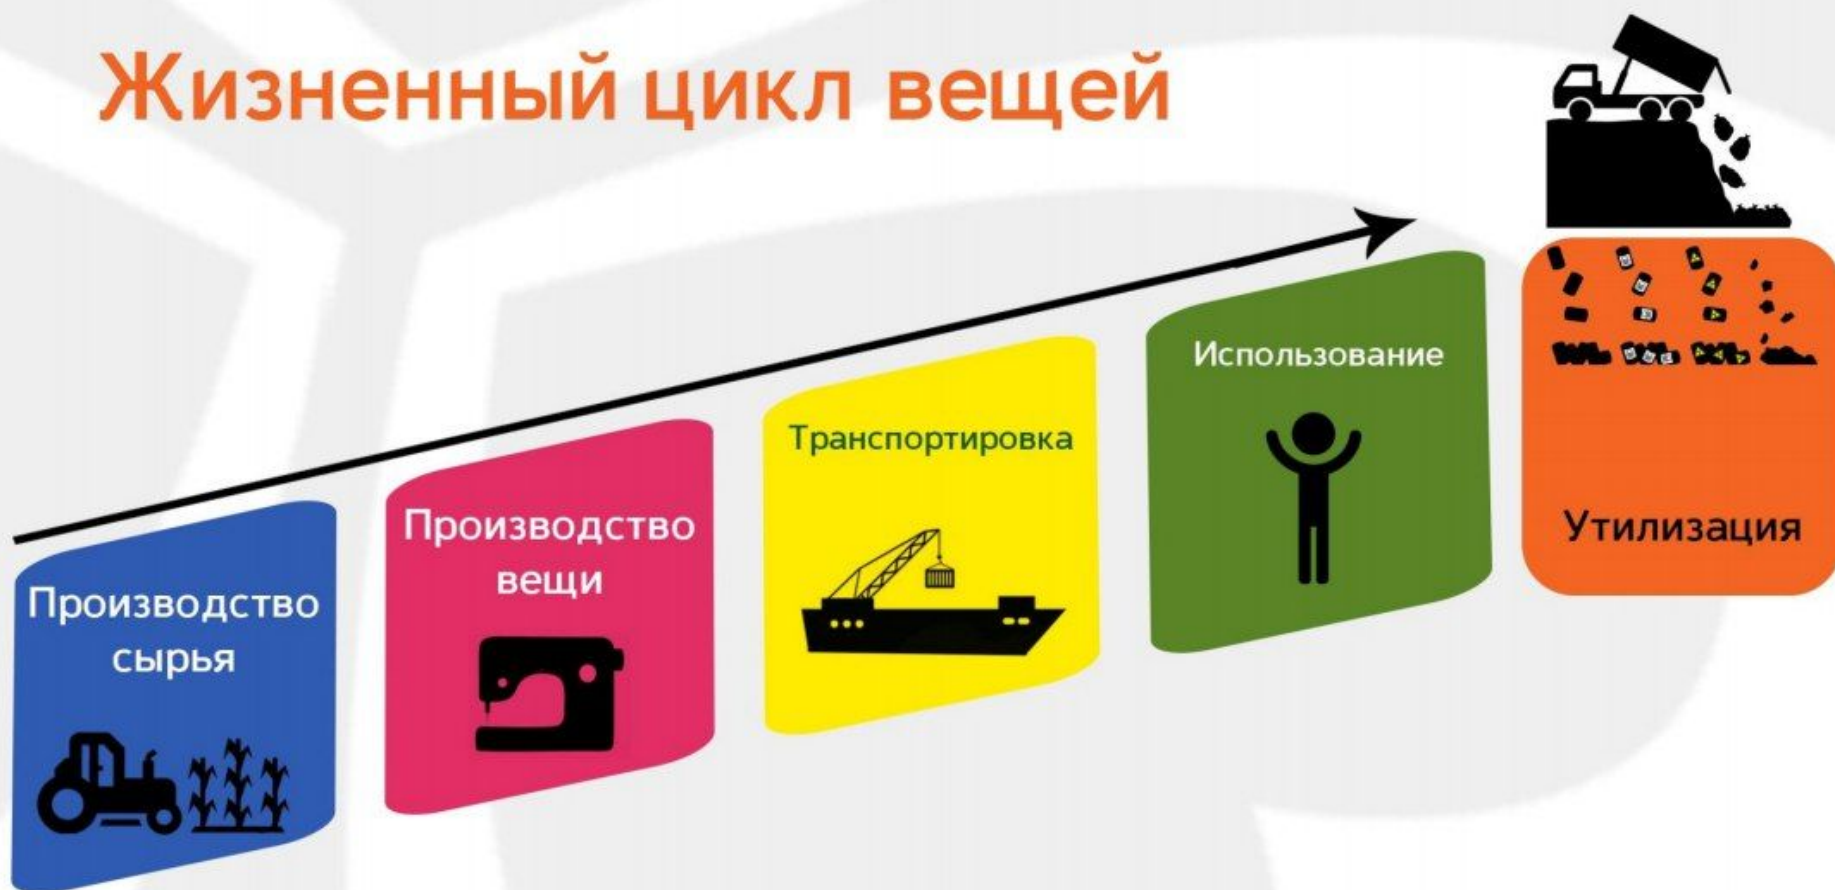 Жизненный цикл вещей
Производство
сырья
Производство
вещи
Транспортировка
Использование
Утилизация